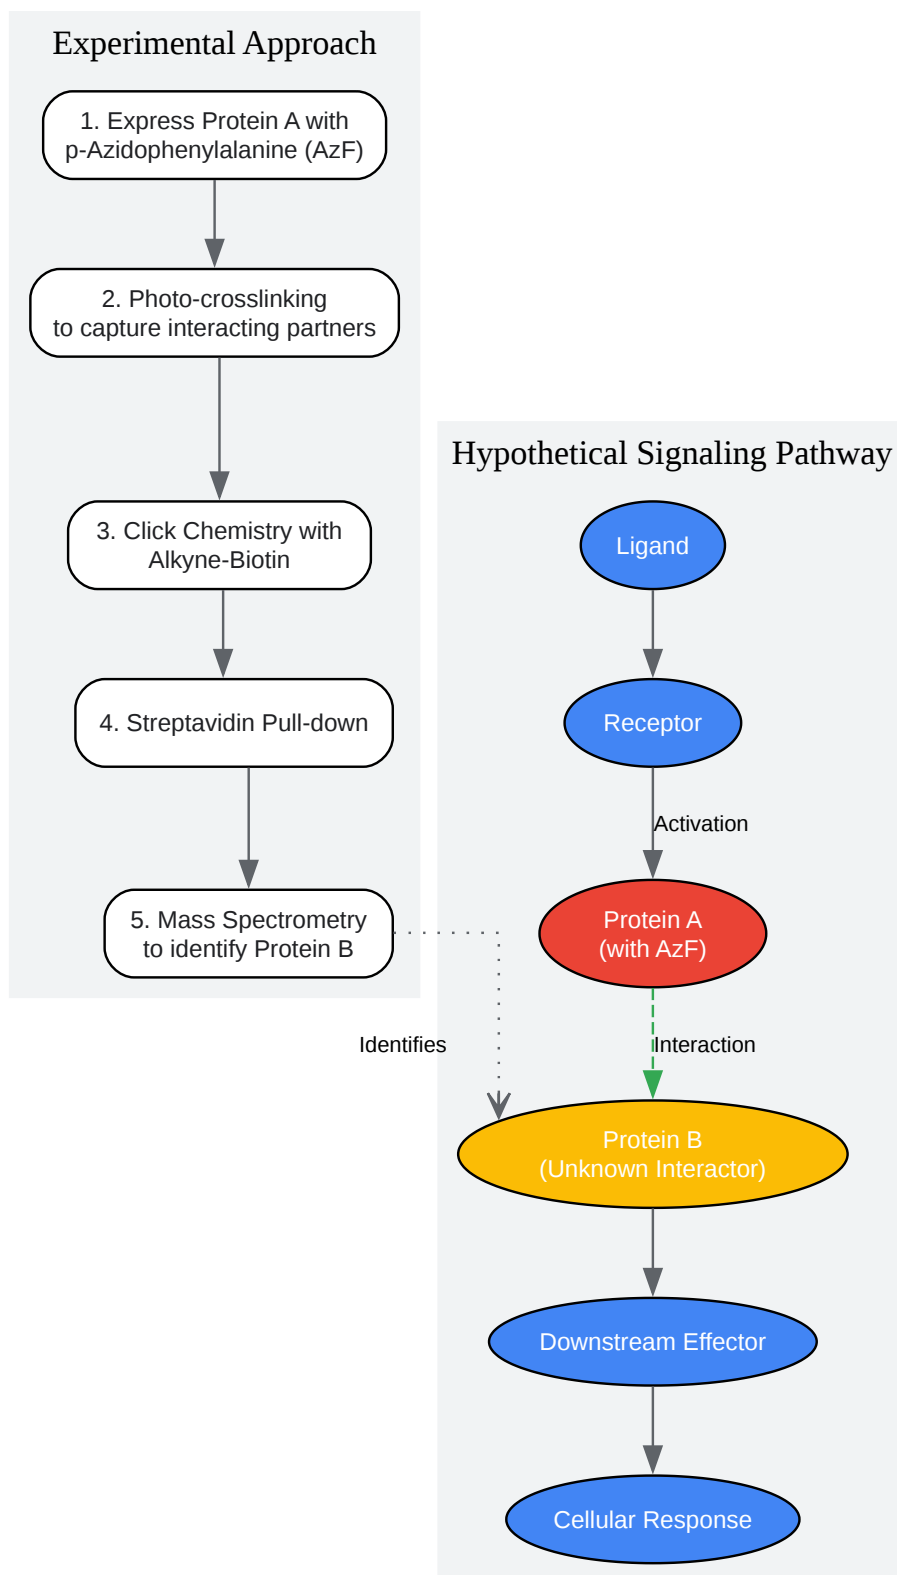 Experimental Approach
1. Express Protein A with
p-Azidophenylalanine (AzF)
2. Photo-crosslinking
to capture interacting partners
3. Click Chemistry with
Alkyne-Biotin
4. Streptavidin Pull-down
5. Mass Spectrometry
to identify Protein B
Identifies
Hypothetical Signaling Pathway
Ligand
Receptor
Activation
Protein A
(with AzF)
Interaction
Protein B
(Unknown Interactor)
Downstream Effector
Cellular Response